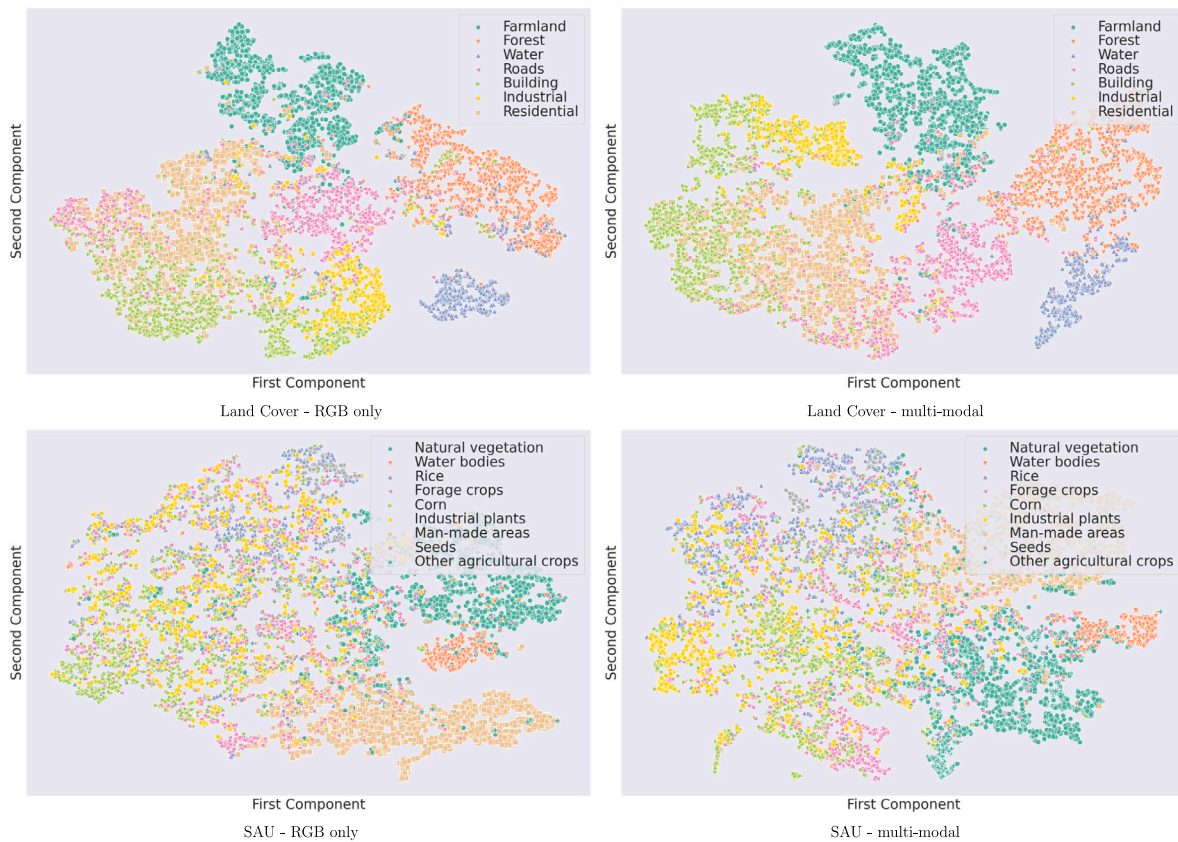 Farmland
Forest
Water
Roads
Building
Industrial
Residential
Second Component
First Component
Land Cover - RGB only
Farmland
Forest
Water
Roads
Building
Industrial
Residential
Second Component
First Component
Land Cover - multi-modal
Natural vegetation
Water bodies
Rice
Forage crops
Corn
Industrial plants
Man-made areas
Seeds
Other agricultural crops
Second Component
First Component
SAU - RGB only
Natural vegetation
Water bodies
Rice
Forage crops
Corn
Industrial plants
Man-made areas
Seeds
Other agricultural crops
Second Component
First Component
SAU - multi-modal